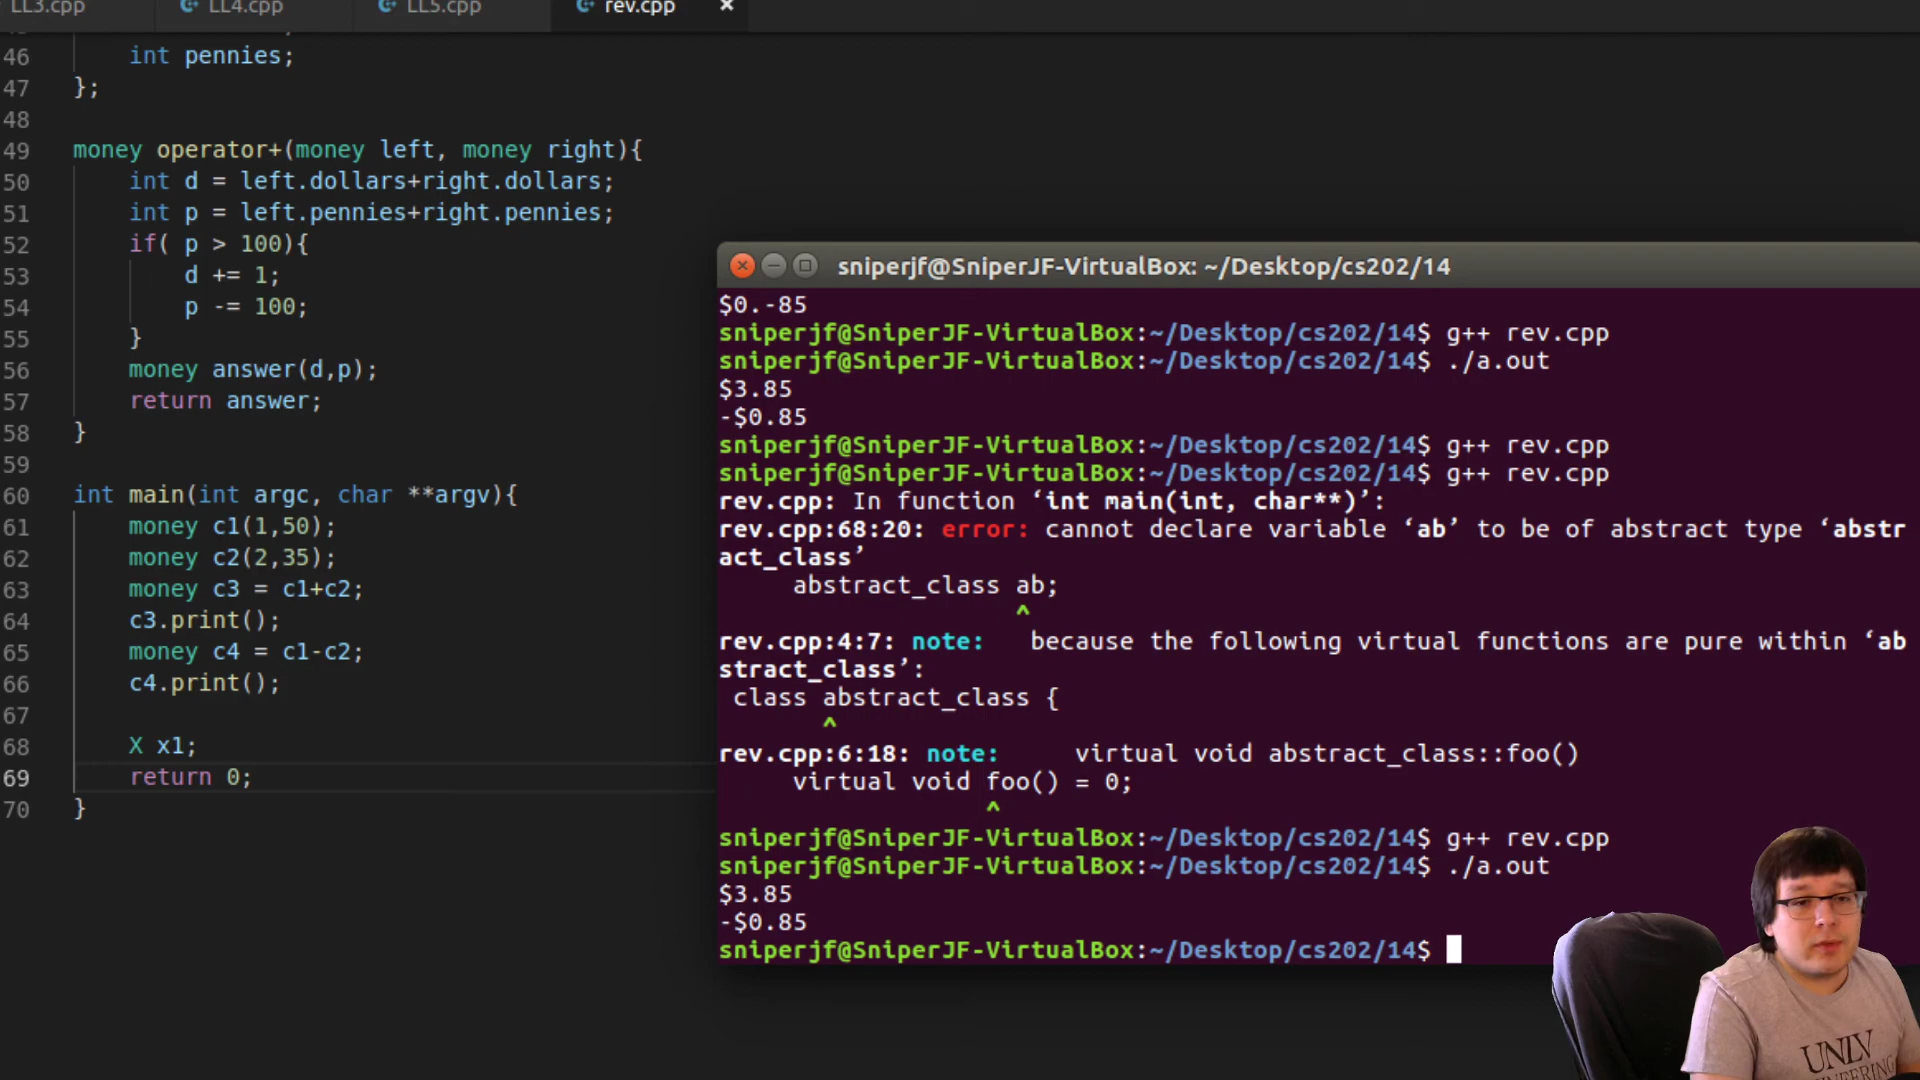 LL3.cpp
LL4.cpp
LL5.cpp
rev.cpp
46 int pennies;
47 };
48
49 money operator+(money left, money right){
50 int d = left.dollars+right.dollars;
51 int p = left.pennies+right.pennies;
52 if( p > 100){
53 d += 1;
54 p -= 100;
55 }
56 money answer(d,p);
57 return answer;
58 }
59
60 int main(int argc, char **argv){
61 money c1(1,50);
62 money c2(2,35);
63 money c3 = c1+c2;
64 c3.print();
65 money c4 = c1-c2;
66 c4.print();
67
68 X x1;
69 return 0;
70 }
sniperjf@SniperJF-VirtualBox: ~/Desktop/cs202/14
$0.-85
sniperjf@SniperJF-VirtualBox:~/Desktop/cs202/14$ g++ rev.cpp
sniperjf@SniperJF-VirtualBox:~/Desktop/cs202/14$ ./a.out
$3.85
-$0.85
sniperjf@SniperJF-VirtualBox:~/Desktop/cs202/14$ g++ rev.cpp
sniperjf@SniperJF-VirtualBox:~/Desktop/cs202/14$ g++ rev.cpp
rev.cpp: In function ‘int main(int, char**)’:
rev.cpp:68:20: error: cannot declare variable ‘ab’ to be of abstract type ‘abstr
act_class’
abstract_class ab;
^
rev.cpp:4:7: note: because the following virtual functions are pure within ‘ab
stract_class’:
class abstract_class {
^
rev.cpp:6:18: note: virtual void abstract_class::foo()
virtual void foo() = 0;
^
sniperjf@SniperJF-VirtualBox:~/Desktop/cs202/14$ g++ rev.cpp
sniperjf@SniperJF-VirtualBox:~/Desktop/cs202/14$ ./a.out
$3.85
-$0.85
sniperjf@SniperJF-VirtualBox:~/Desktop/cs202/14$
UNLV